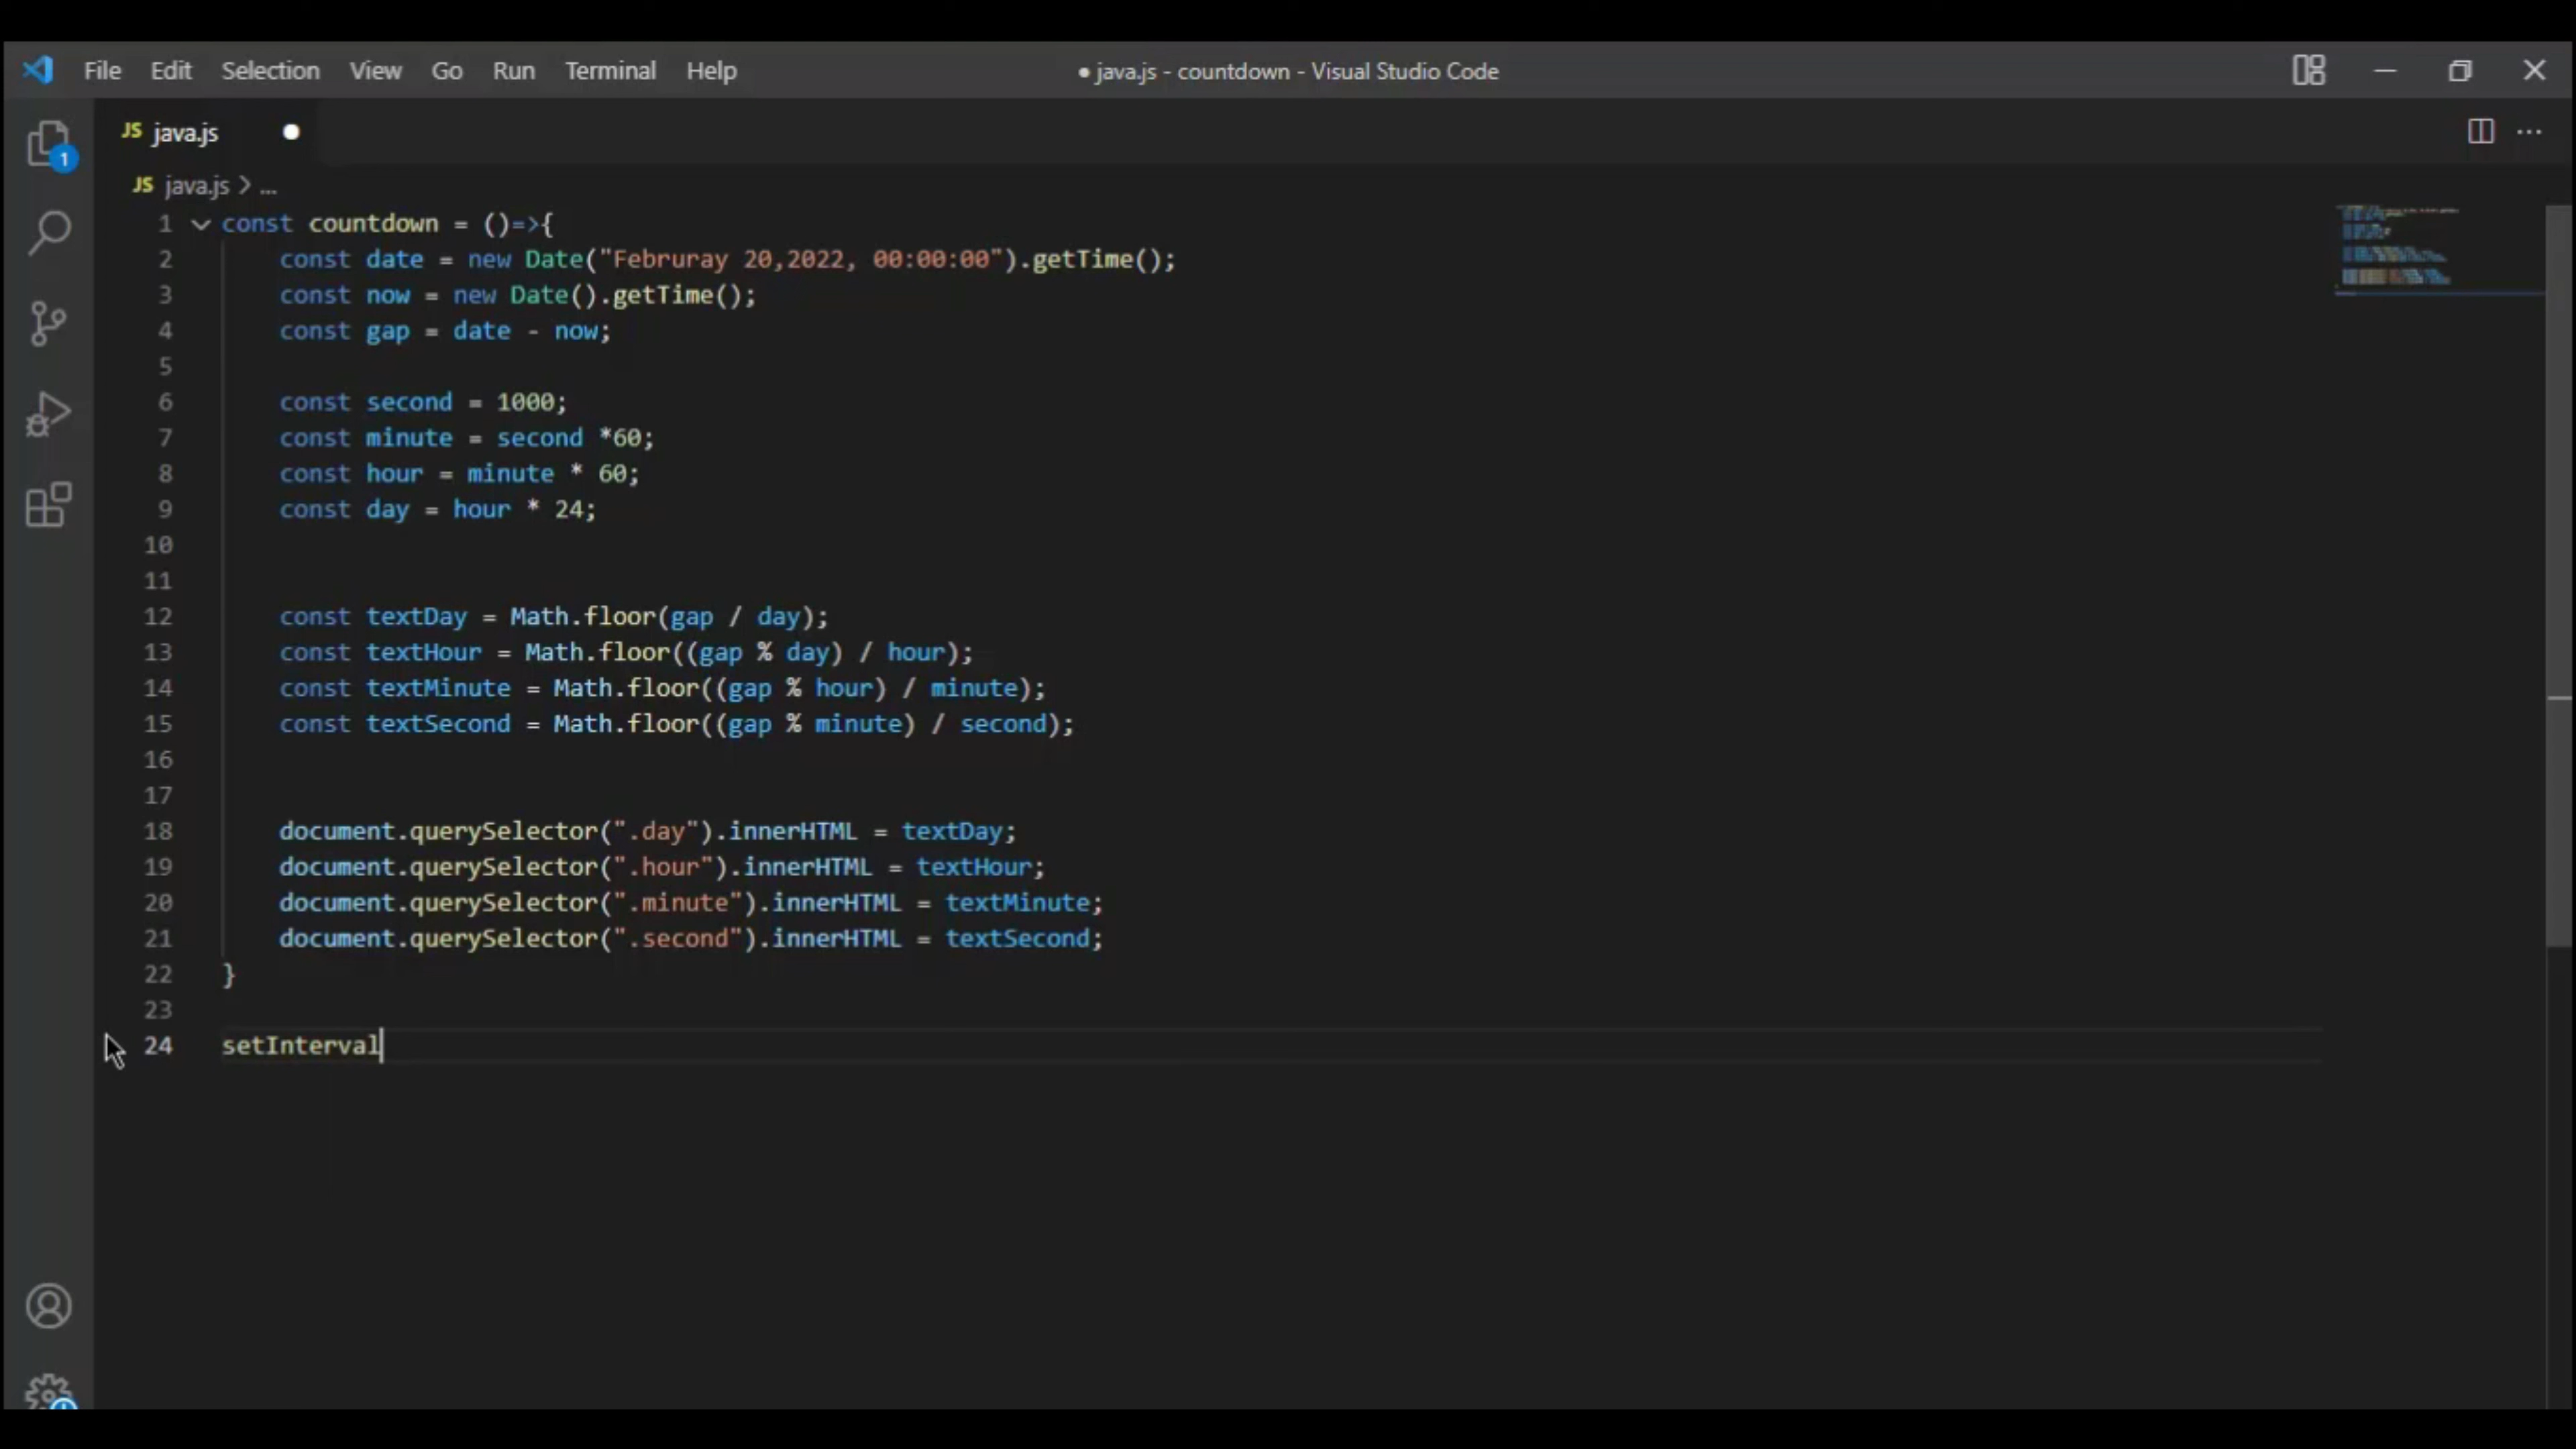 File Edit Selection View Go Run Terminal Help
● java.js - countdown - Visual Studio Code
JS java.js ●
1
JS java.js > ...
1 const countdown = ()=>{
2 const date = new Date("Februray 20,2022, 00:00:00").getTime();
3 const now = new Date().getTime();
4 const gap = date - now;
5
6 const second = 1000;
7 const minute = second *60;
8 const hour = minute * 60;
9 const day = hour * 24;
10
11
12 const textDay = Math.floor(gap / day);
13 const textHour = Math.floor((gap % day) / hour);
14 const textMinute = Math.floor((gap % hour) / minute);
15 const textSecond = Math.floor((gap % minute) / second);
16
17
18 document.querySelector(".day").innerHTML = textDay;
19 document.querySelector(".hour").innerHTML = textHour;
20 document.querySelector(".minute").innerHTML = textMinute;
21 document.querySelector(".second").innerHTML = textSecond;
22 }
23
24 setInterval